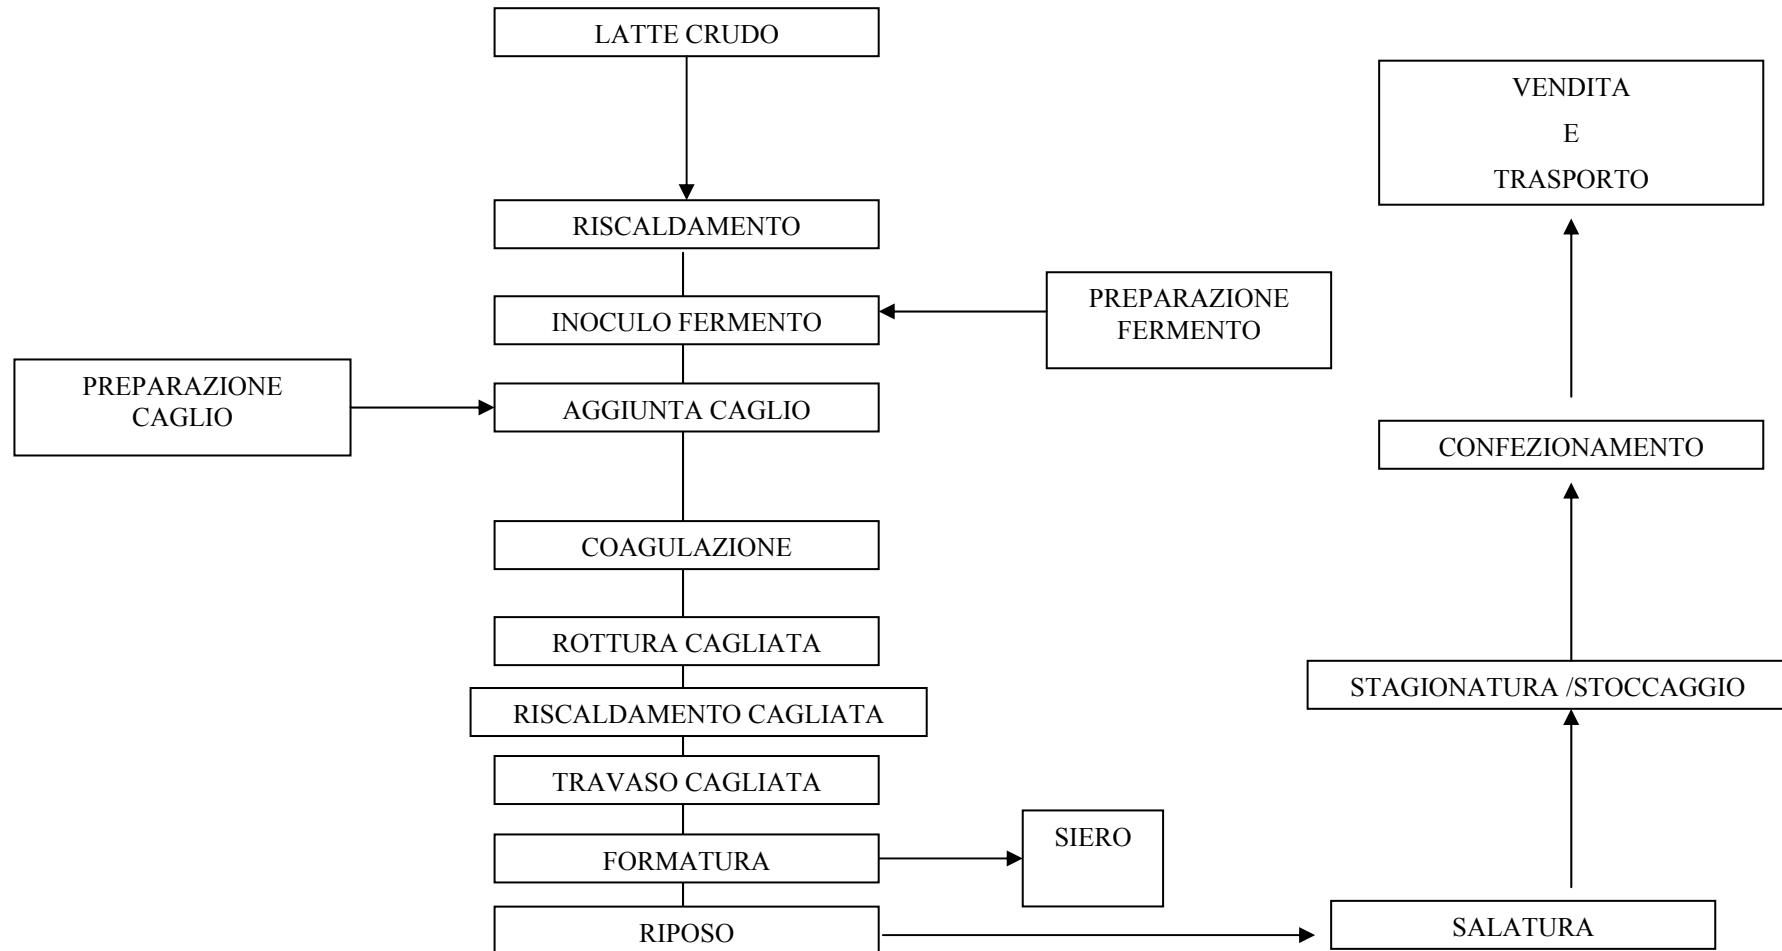 LATTE CRUDO
RISCALDAMENTO
INOCULO FERMENTO
PREPARAZIONE
FERMENTO
PREPARAZIONE
CAGLIO
AGGIUNTA CAGLIO
COAGULAZIONE
ROTTURA CAGLIATA
RISCALDAMENTO CAGLIATA
TRAVASO CAGLIATA
FORMATURA
SIERO
RIPOSO
SALATURA
STAGIONATURA /STOCCAGGIO
CONFEZIONAMENTO
VENDITA
E
TRASPORTO